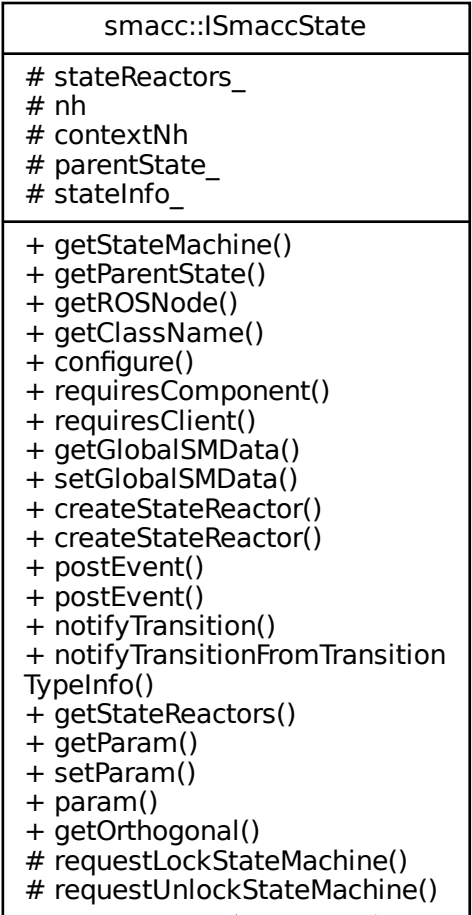 smacc::ISmaccState
# stateReactors_
# nh
# contextNh
# parentState_
# stateInfo_
+ getStateMachine()
+ getParentState()
+ getROSNode()
+ getClassName()
+ configure()
+ requiresComponent()
+ requiresClient()
+ getGlobalSMData()
+ setGlobalSMData()
+ createStateReactor()
+ createStateReactor()
+ postEvent()
+ postEvent()
+ notifyTransition()
+ notifyTransitionFromTransition
TypeInfo()
+ getStateReactors()
+ getParam()
+ setParam()
+ param()
+ getOrthogonal()
# requestLockStateMachine()
# requestUnlockStateMachine()